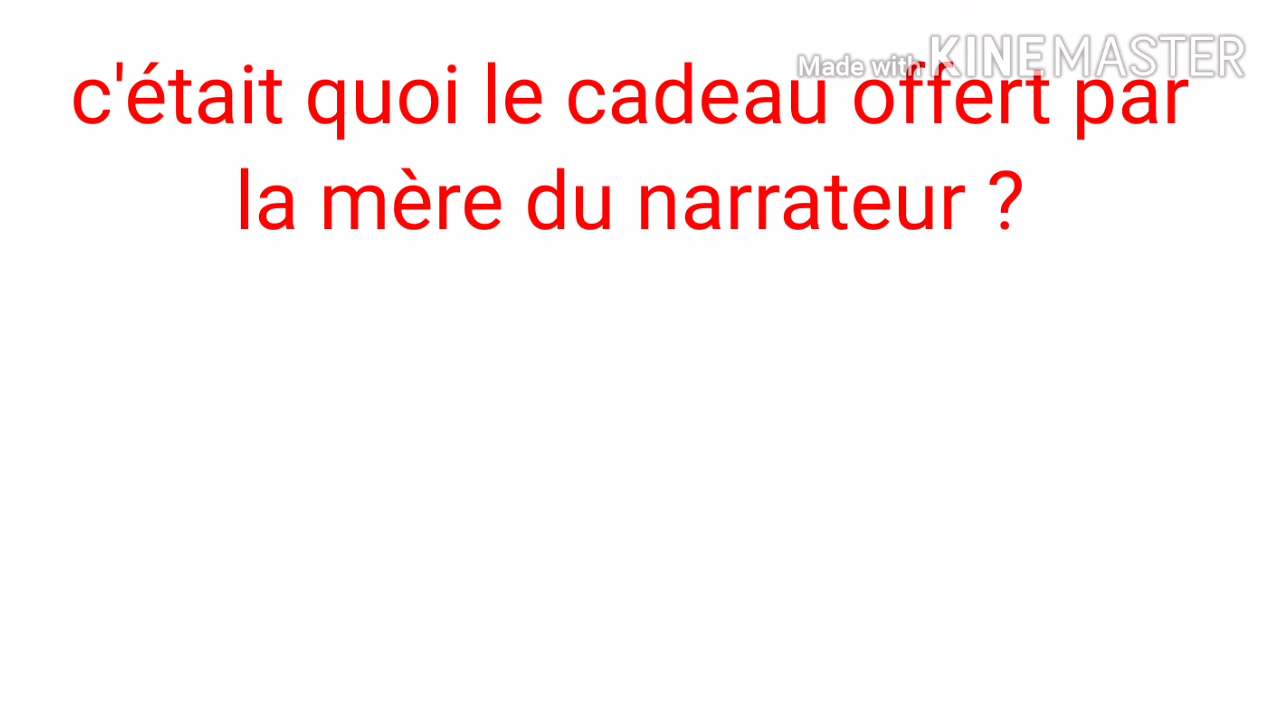 Made with KINEMASTER
c'était quoi le cadeau offert par
la mère du narrateur ?